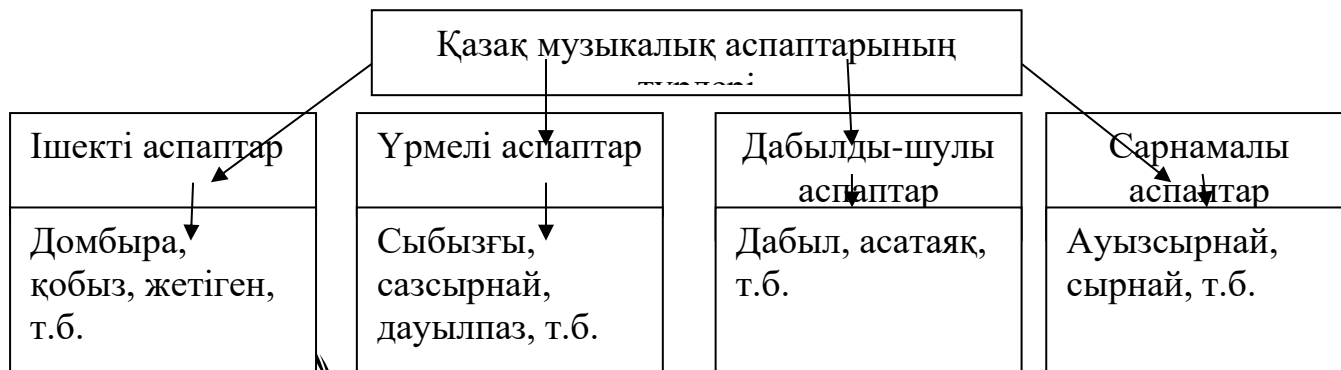 Қазақ музыкалық аспаптарының
түрлері
Ішекті аспаптар
Үрмелі аспаптар
Дабылды-шулы
аспаптар
Сарнамалы
аспаптар
Домбыра,
қобыз, жетіген,
т.б.
Сыбызғы,
сазсырнай,
дауылпаз, т.б.
Дабыл, асатаяқ,
т.б.
Ауызсырнай,
сырнай, т.б.